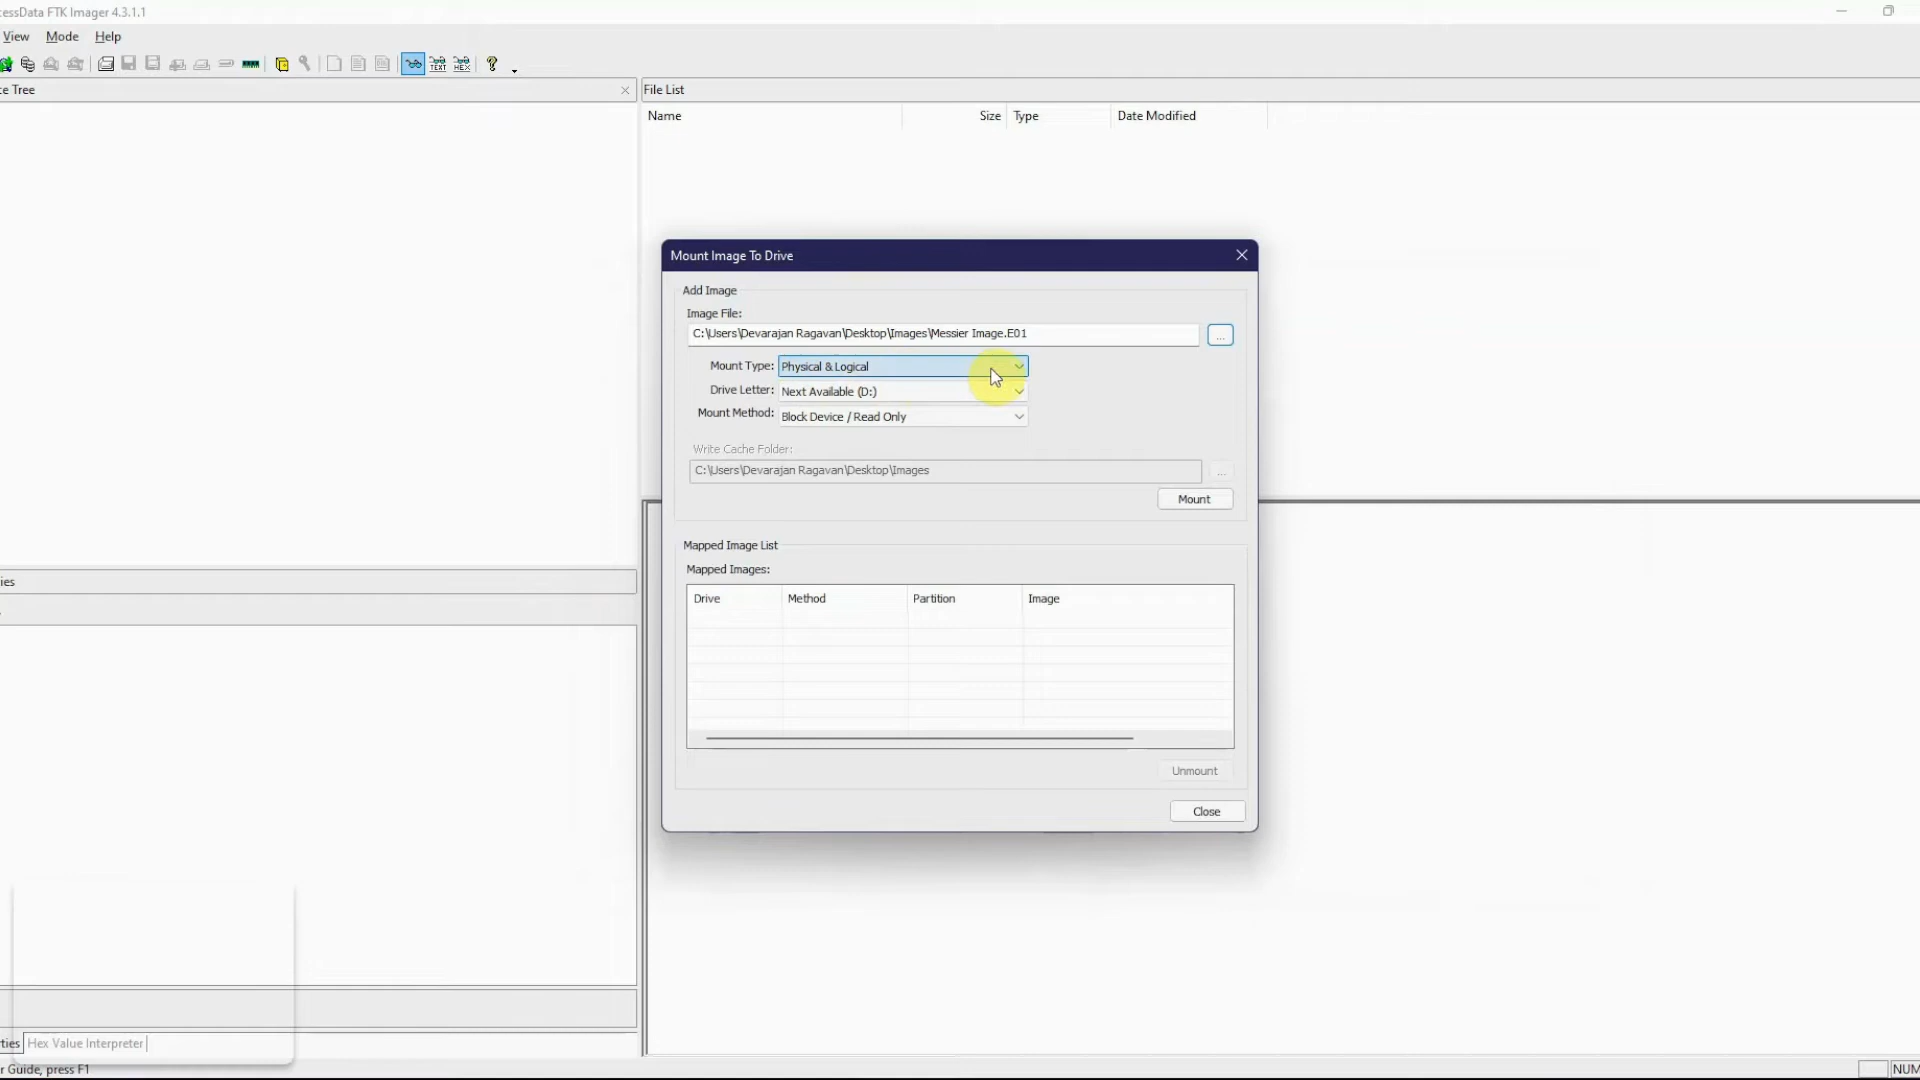 cessData FTK Imager 4.3.1.1
View Mode Help
TEXT HEX
ce Tree
File List
Name Size Type Date Modified
Mount Image To Drive
Add Image
Image File:
C:\Users\Devarajan Ragavan\Desktop\Images\Messier Image.E01
...
Mount Type: Physical & Logical
Drive Letter: Next Available (D:)
Mount Method: Block Device / Read Only
Write Cache Folder:
C:\Users\Devarajan Ragavan\Desktop\Images
...
Mount
Mapped Image List
Mapped Images:
Drive Method Partition Image
Unmount
Close
ies
ties Hex Value Interpreter
r Guide, press F1
NUM